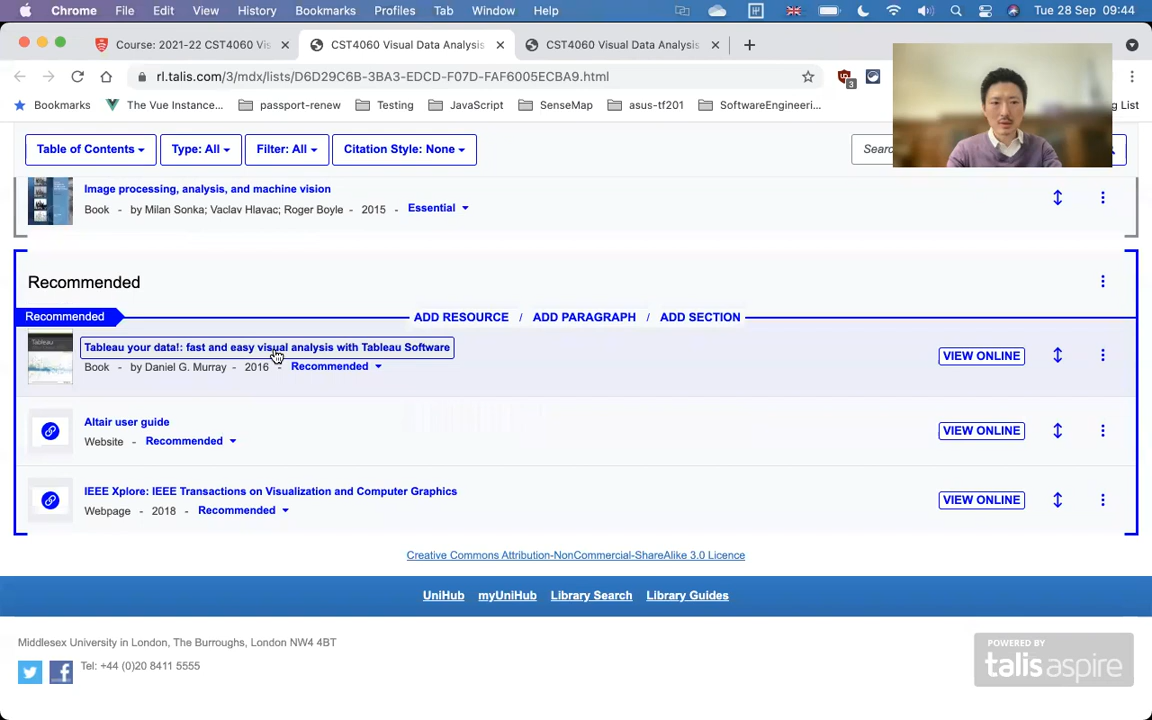 Chrome File Edit View History Bookmarks Profiles Tab Window Help Tue 28 Sep 09:44
Course: 2021-22 CST4060 Vis CST4060 Visual Data Analysis CST4060 Visual Data Analysis
rl.talis.com/3/mdx/lists/D6D29C6B-3BA3-EDCD-F07D-FAF6005ECBA9.html 3
Bookmarks The Vue Instance... passport-renew Testing JavaScript SenseMap asus-tf201 SoftwareEngineeri... List
Table of Contents Type: All Filter: All Citation Style: None
Image processing, analysis, and machine vision
Book - by Milan Sonka; Vaclav Hlavac; Roger Boyle - 2015 - Essential
Recommended
Recommended ADD RESOURCE / ADD PARAGRAPH / ADD SECTION
Tableau your data!: fast and easy visual analysis with Tableau Software
VIEW ONLINE
Book - by Daniel G. Murray - 2016 - Recommended
Altair user guide
VIEW ONLINE
Website - Recommended
IEEE Xplore: IEEE Transactions on Visualization and Computer Graphics
VIEW ONLINE
Webpage - 2018 - Recommended
Creative Commons Attribution-NonCommercial-ShareAlike 3.0 Licence
UniHub myUniHub Library Search Library Guides
Middlesex University in London, The Burroughs, London NW4 4BT
Tel: +44 (0)20 8411 5555
POWERED BY
talis aspire